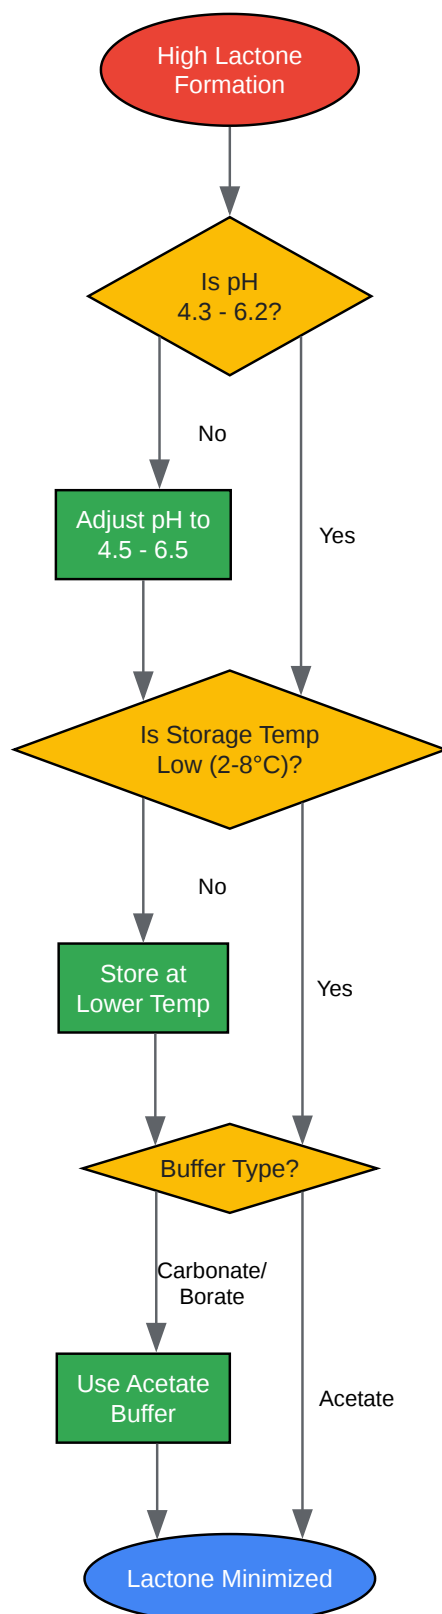 High Lactone
Formation
Is pH
4.3 - 6.2?
No
Adjust pH to
4.5 - 6.5
Yes
Is Storage Temp
Low (2-8°C)?
No
Store at
Lower Temp
Yes
Buffer Type?
Carbonate/
Borate
Use Acetate
Buffer
Acetate
Lactone Minimized